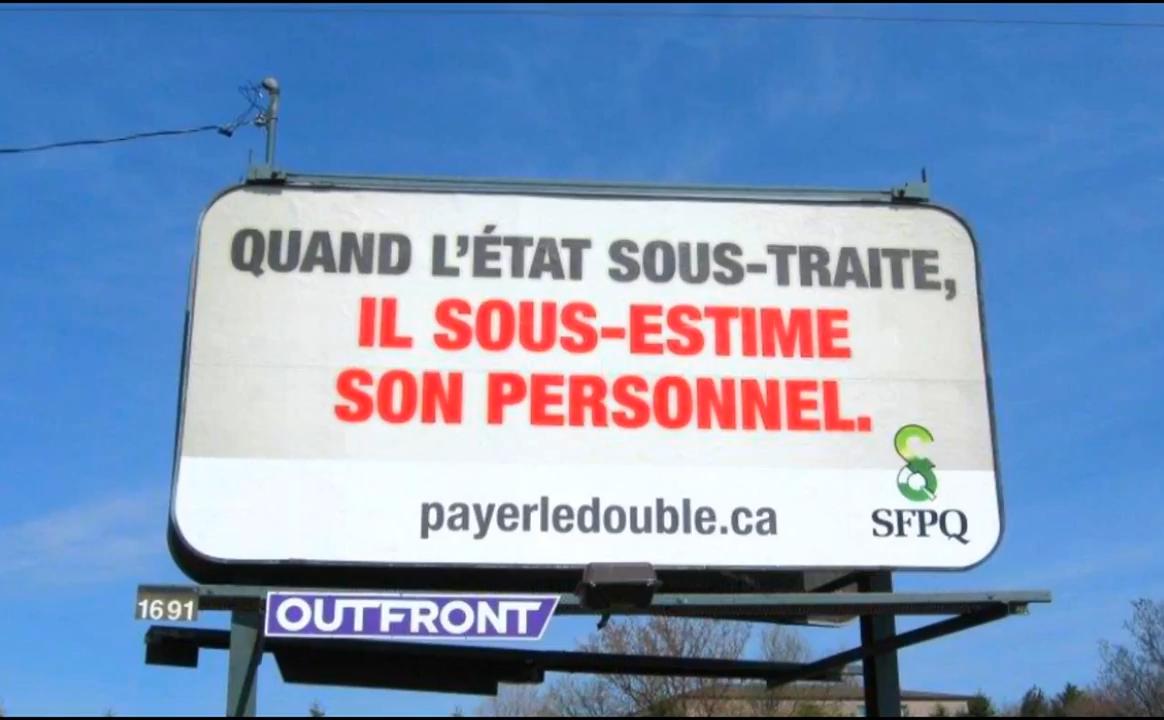 QUAND L'ÉTAT SOUS-TRAITE,
IL SOUS-ESTIME
SON PERSONNEL.
payerledouble.ca
SFPQ
1691
OUTFRONT